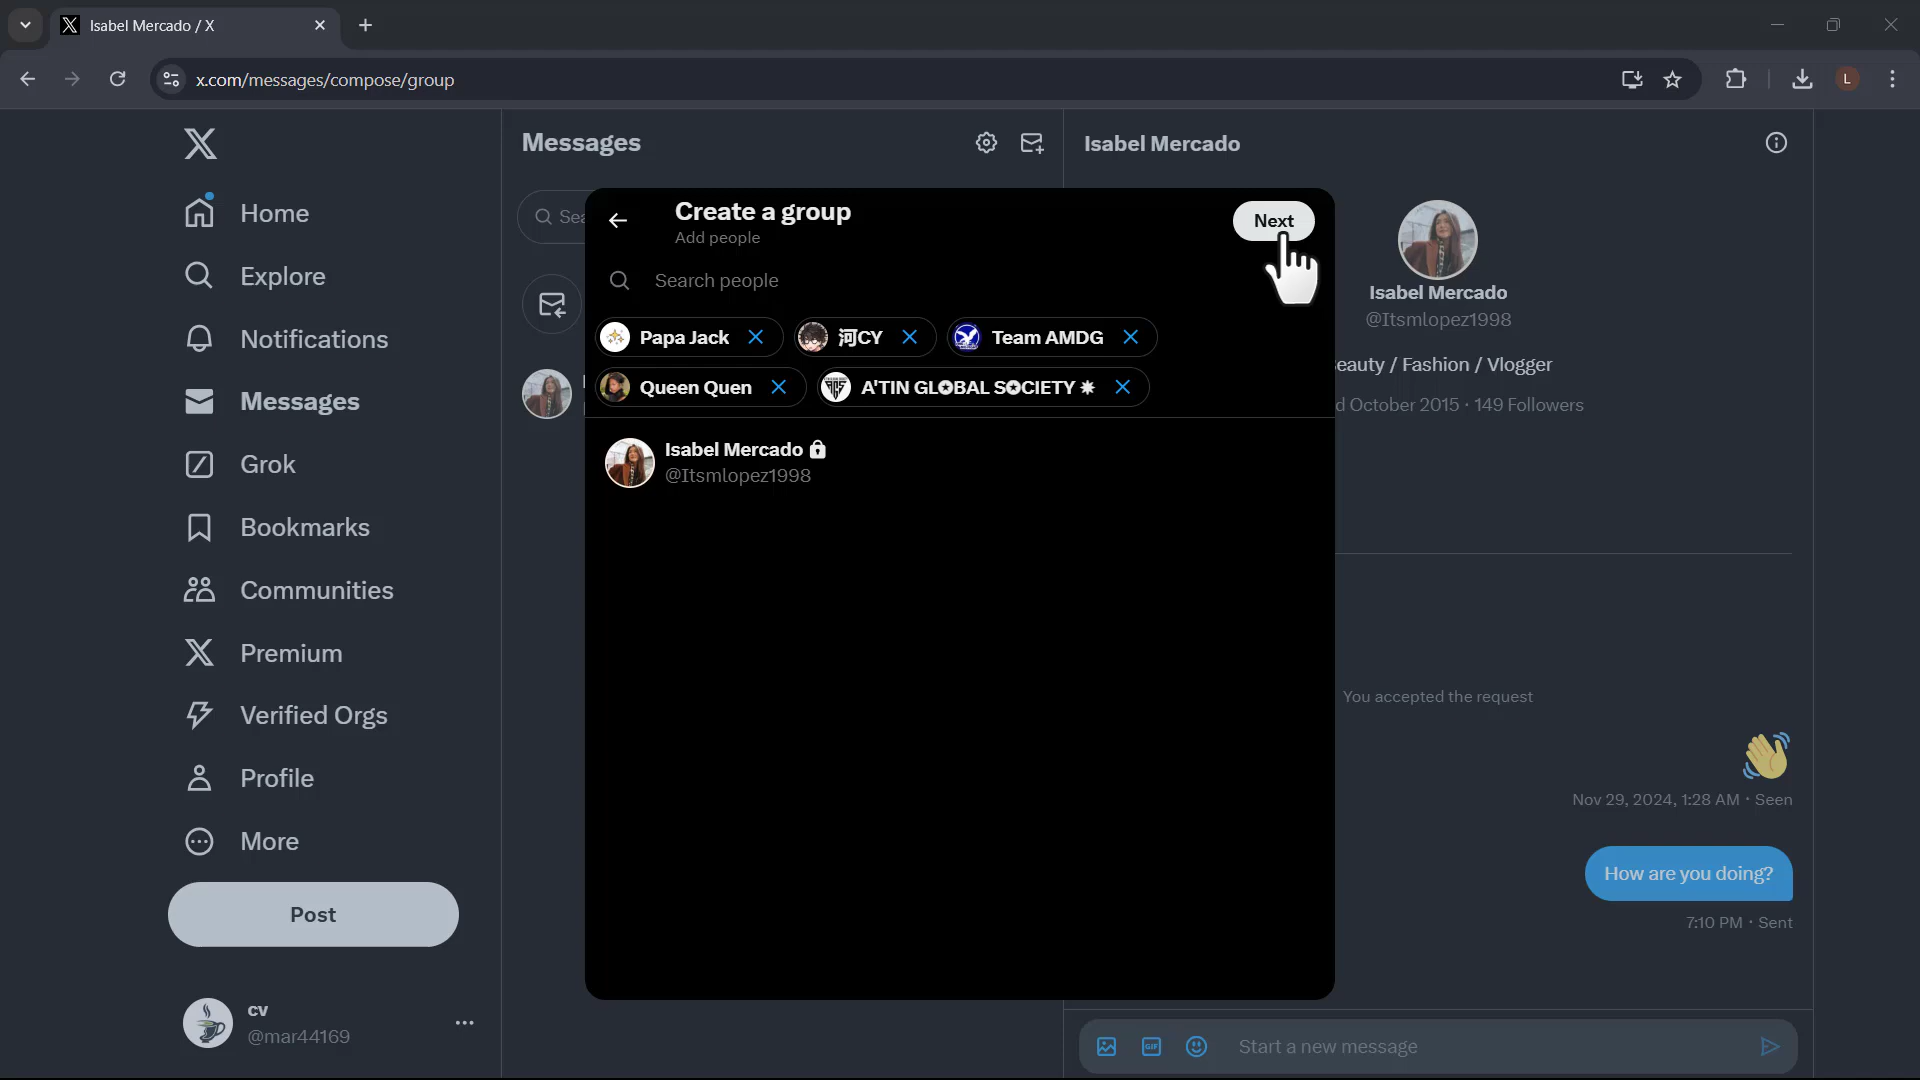 Isabel Mercado / X
x.com/messages/compose/group
L
Home
Explore
Notifications
Messages
Grok
Bookmarks
Communities
Premium
Verified Orgs
Profile
More
Post
cv
@mar44169
Messages
Sea
Create a group
Add people
Next
Search people
Papa Jack
河CY
Team AMDG
Queen Quen
A'TIN GL✪BAL S✪CIETY ✷
Isabel Mercado
@Itsmlopez1998
Isabel Mercado
Isabel Mercado
@Itsmlopez1998
eauty / Fashion / Vlogger
d October 2015 · 149 Followers
You accepted the request
Nov 29, 2024, 1:28 AM · Seen
How are you doing?
7:10 PM · Sent
GIF
Start a new message